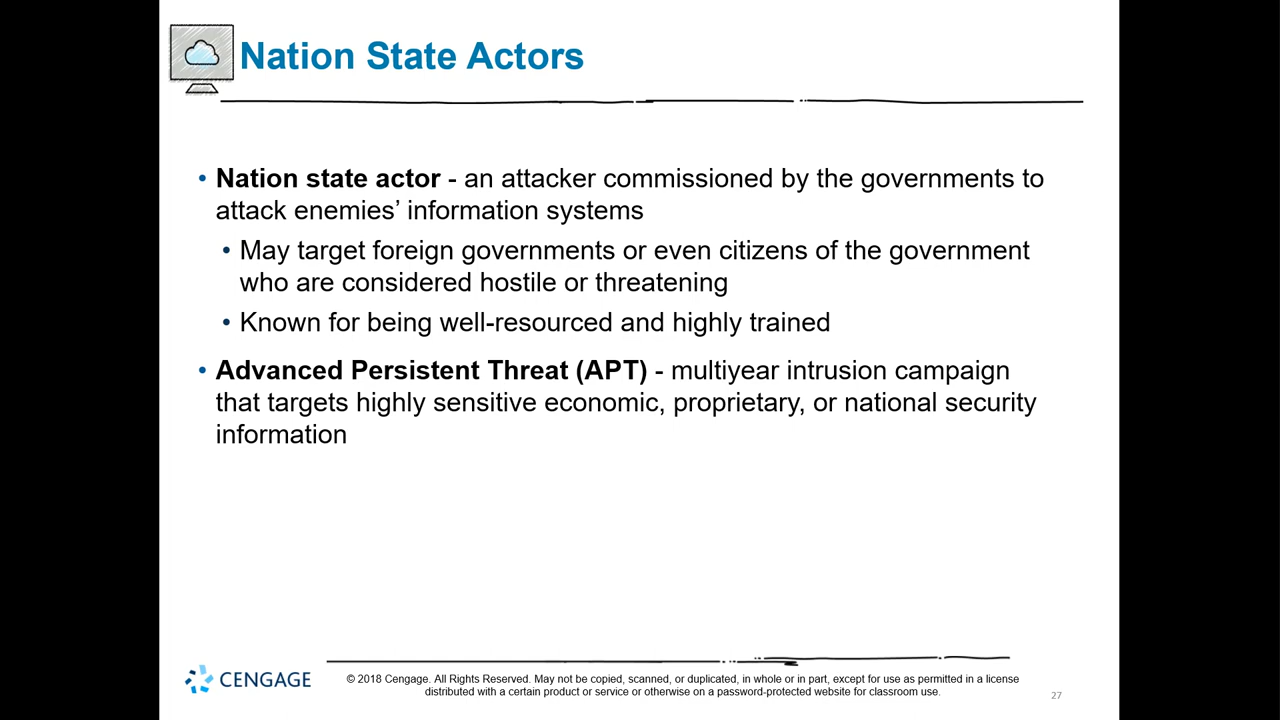 Nation State Actors
• Nation state actor - an attacker commissioned by the governments to
attack enemies’ information systems
• May target foreign governments or even citizens of the government
who are considered hostile or threatening
• Known for being well-resourced and highly trained
• Advanced Persistent Threat (APT) - multiyear intrusion campaign
that targets highly sensitive economic, proprietary, or national security
information
CENGAGE
© 2018 Cengage. All Rights Reserved. May not be copied, scanned, or duplicated, in whole or in part, except for use as permitted in a license
distributed with a certain product or service or otherwise on a password-protected website for classroom use.
27